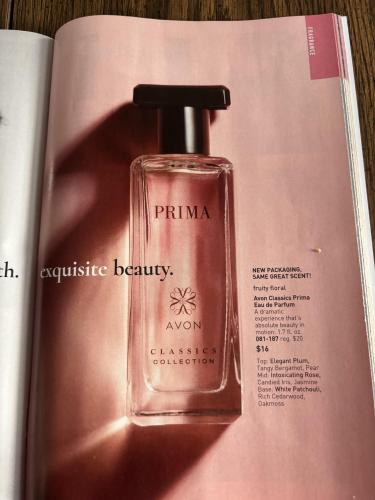 FRAGRANCE
PRIMA
th. exquisite beauty.
AVON
CLASSICS
COLLECTION
NEW PACKAGING,
SAME GREAT SCENT!
fruity floral
Avon Classics Prima
Eau de Parfum
A dramatic
experience that's
absolute beauty in
motion. 1.7 fl. oz.
081-187 reg. $20
$16
Top: Elegant Plum,
Tangy Bergamot, Pear
Mid: Intoxicating Rose,
Candied Iris, Jasmine
Base: White Patchouli,
Rich Cedarwood,
Oakmoss